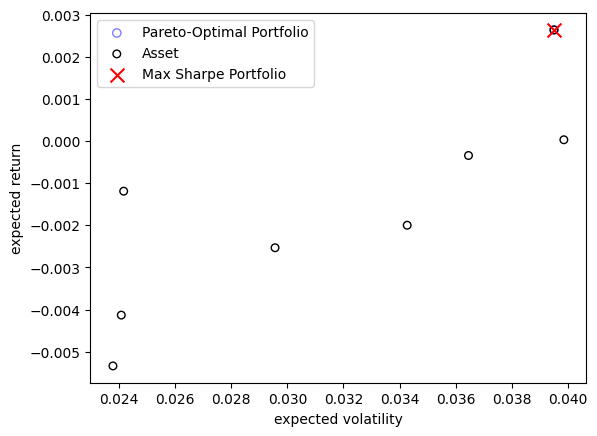 0.003
0.002
0.001
0.000
−0.001
−0.002
−0.003
−0.004
−0.005
expected return
Pareto-Optimal Portfolio
Asset
Max Sharpe Portfolio
0.024 0.026 0.028 0.030 0.032 0.034 0.036 0.038 0.040
expected volatility